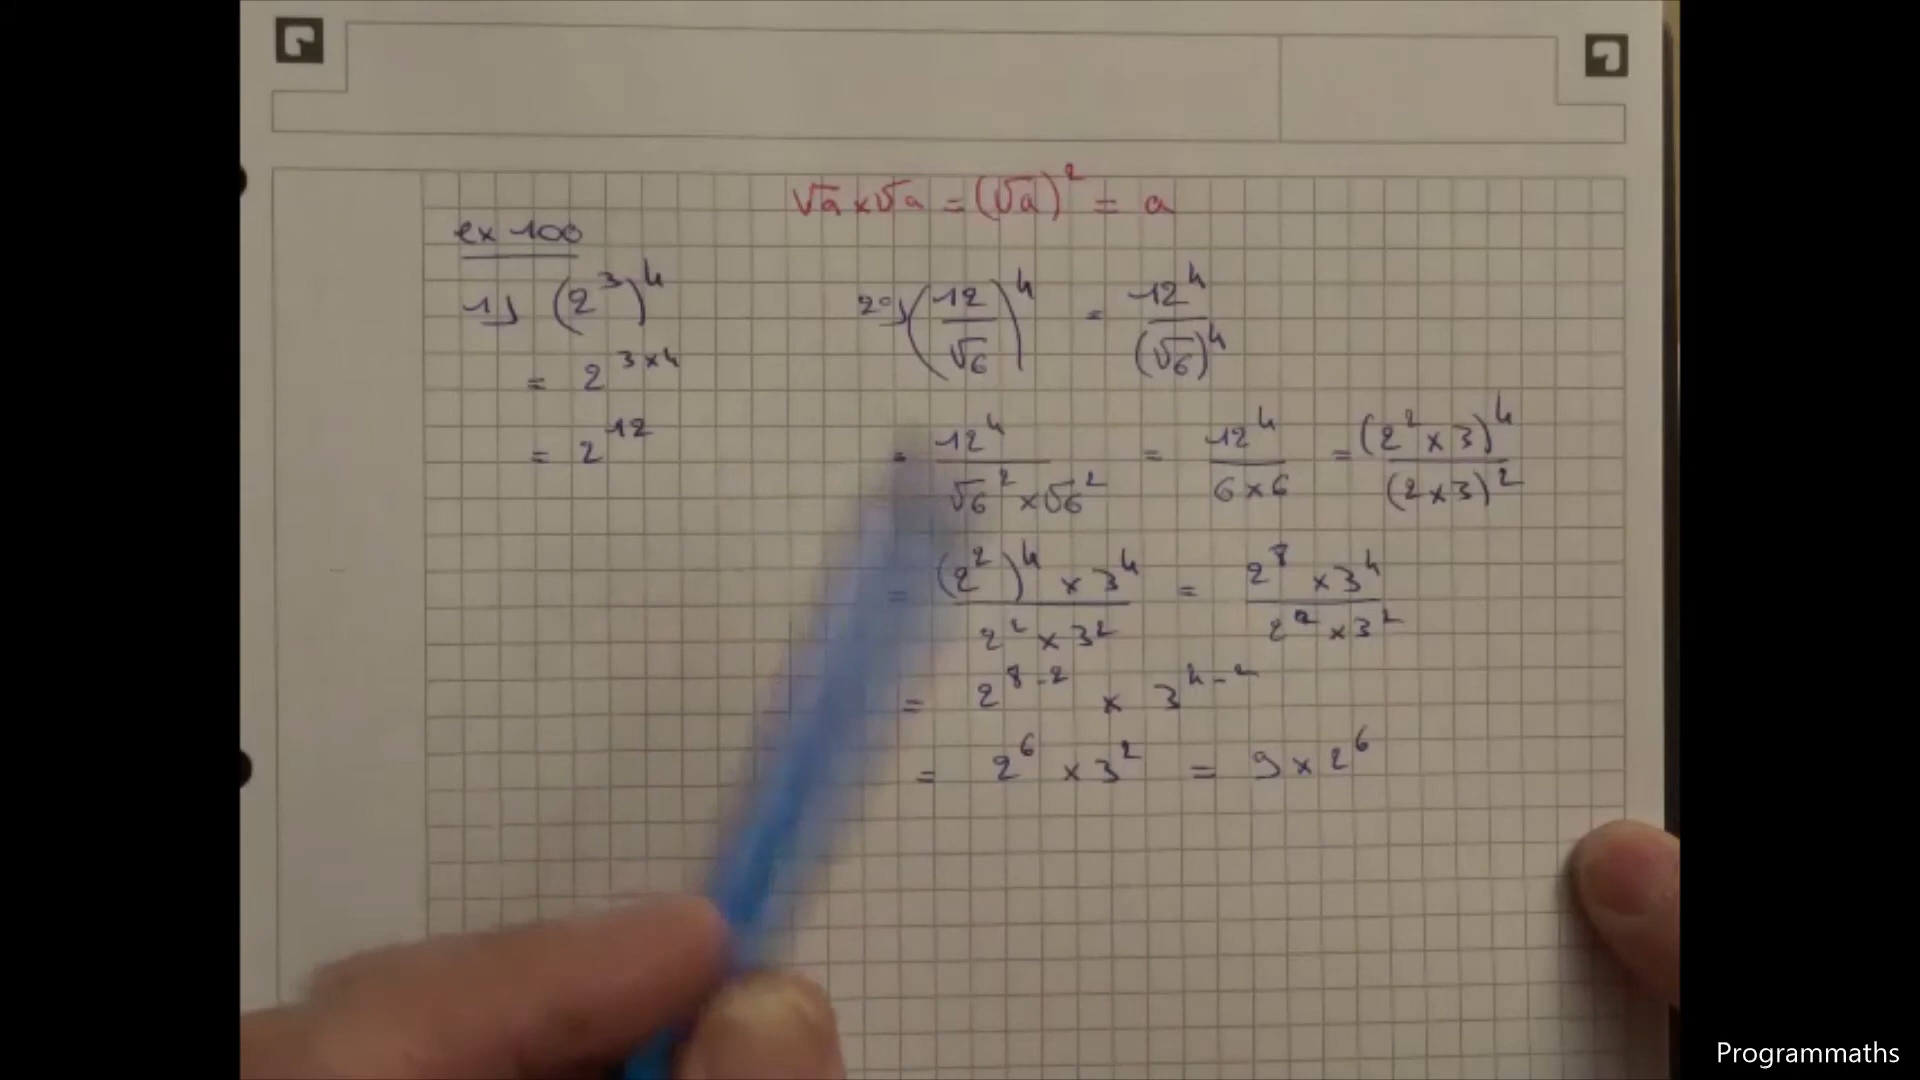 √a × √a = (√a)² = a
ex 100
1) (2³)⁴
= 2³ˣ⁴
= 2¹²
2°) (12/√6)⁴ = 12⁴/(√6)⁴
= 12⁴/(√6² × √6²) = 12⁴/(6 × 6) = (2² × 3)⁴/(2 × 3)²
= ((2²)⁴ × 3⁴)/(2² × 3²) = (2⁸ × 3⁴)/(2² × 3²)
= 2⁸⁻² × 3⁴⁻²
= 2⁶ × 3² = 9 × 2⁶
Programmaths